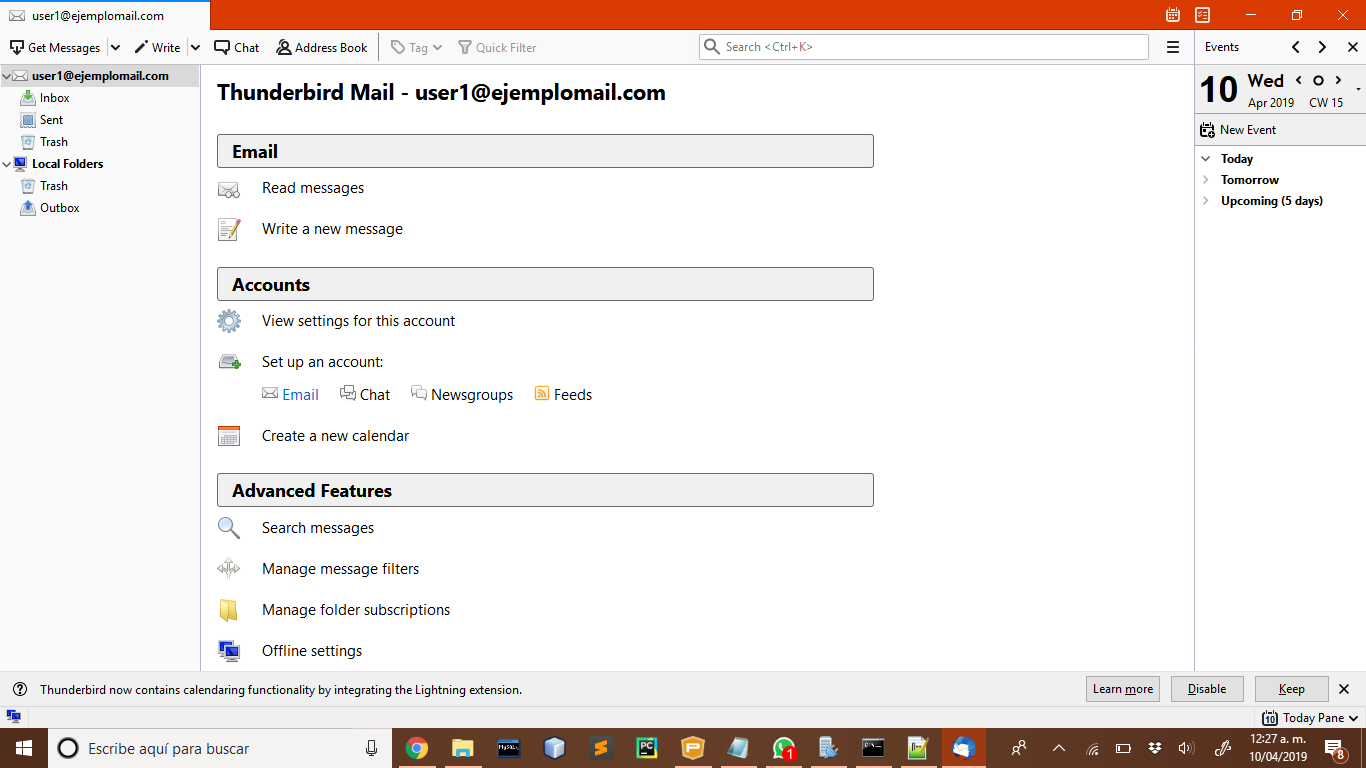 user1@ejemplomail.com
Get Messages Write Chat Address Book Tag Quick Filter Search <Ctrl+K> Events
user1@ejemplomail.com
Inbox
Sent
Trash
Local Folders
Trash
Outbox
Thunderbird Mail - user1@ejemplomail.com
Email
Read messages
Write a new message
Accounts
View settings for this account
Set up an account:
Email Chat Newsgroups Feeds
Create a new calendar
Advanced Features
Search messages
Manage message filters
Manage folder subscriptions
Offline settings
10 Wed
Apr 2019 CW 15
New Event
Today
Tomorrow
Upcoming (5 days)
Thunderbird now contains calendaring functionality by integrating the Lightning extension. Learn more Disable Keep
10 Today Pane
Escribe aquí para buscar
MySQL
PC
1
12:27 a. m.
10/04/2019
8